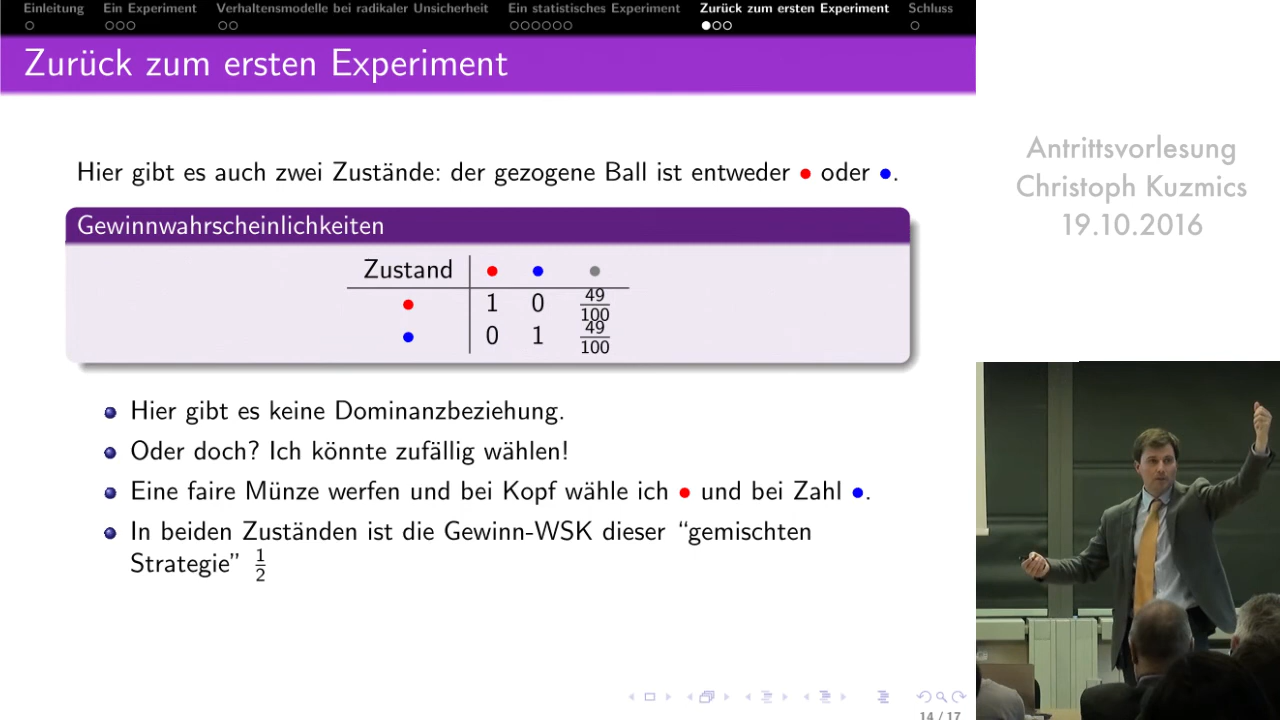 Einleitung Ein Experiment Verhaltensmodelle bei radikaler Unsicherheit Ein statistisches Experiment Zurück zum ersten Experiment Schluss
Zurück zum ersten Experiment
Hier gibt es auch zwei Zustände: der gezogene Ball ist entweder • oder •.
Gewinnwahrscheinlichkeiten
Zustand • • •
• 1 0 49/100
• 0 1 49/100
• Hier gibt es keine Dominanzbeziehung.
• Oder doch? Ich könnte zufällig wählen!
• Eine faire Münze werfen und bei Kopf wähle ich • und bei Zahl •.
• In beiden Zuständen ist die Gewinn-WSK dieser “gemischten
Strategie” 1/2
14 / 17
Antrittsvorlesung
Christoph Kuzmics
19.10.2016